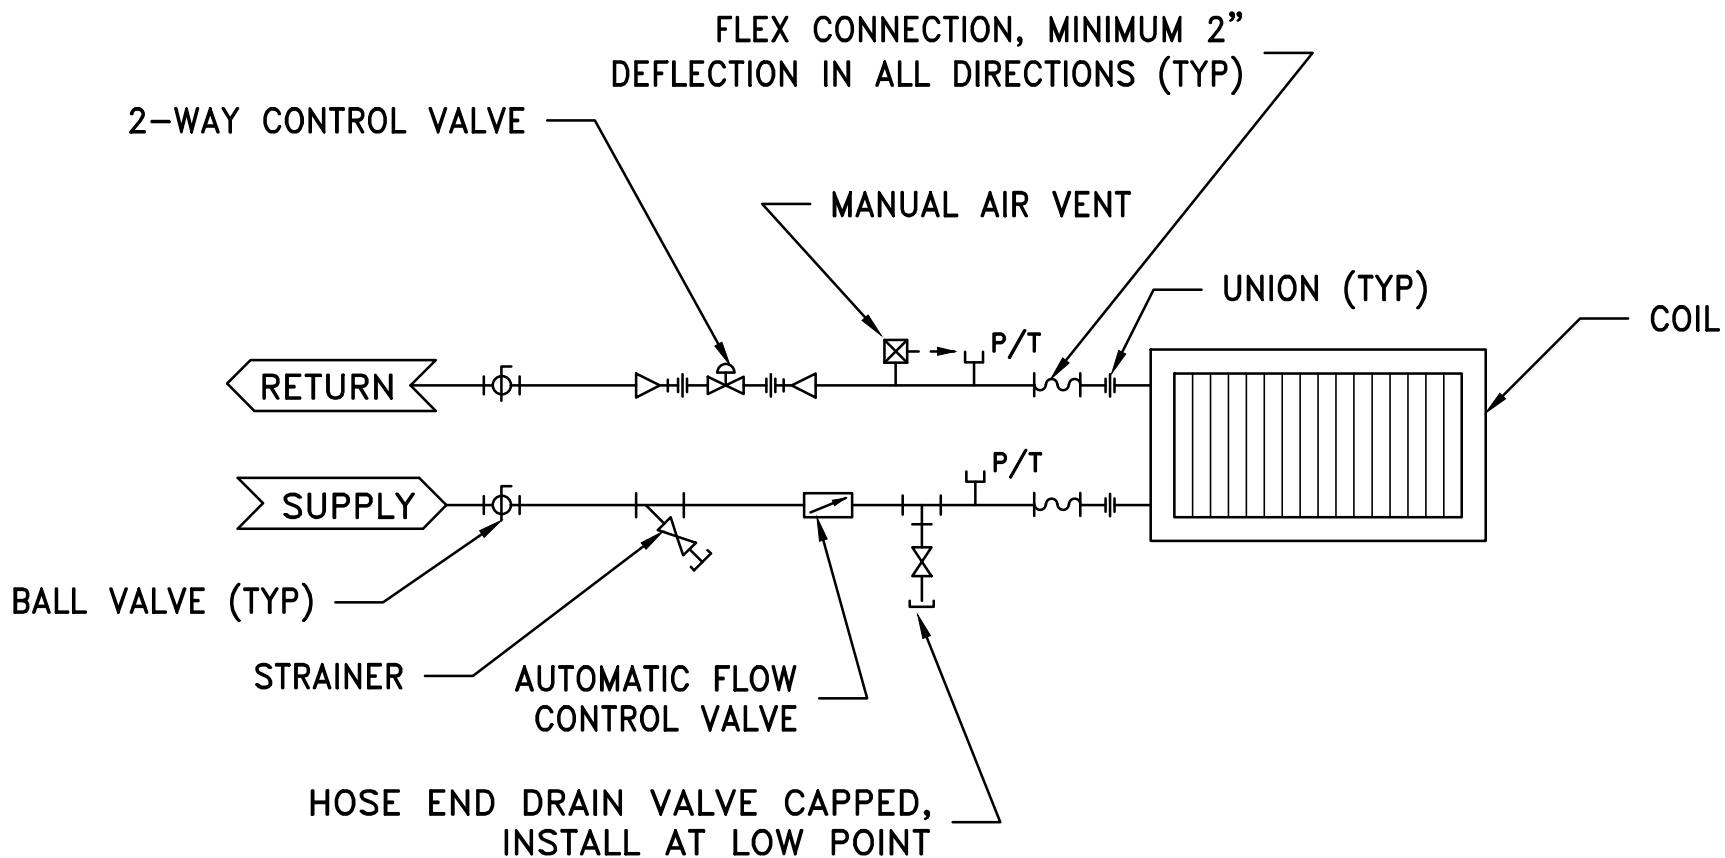 FLEX CONNECTION, MINIMUM 2”
DEFLECTION IN ALL DIRECTIONS (TYP)
2-WAY CONTROL VALVE
MANUAL AIR VENT
UNION (TYP)
COIL
P/T
RETURN
P/T
SUPPLY
BALL VALVE (TYP)
STRAINER
AUTOMATIC FLOW
CONTROL VALVE
HOSE END DRAIN VALVE CAPPED,
INSTALL AT LOW POINT